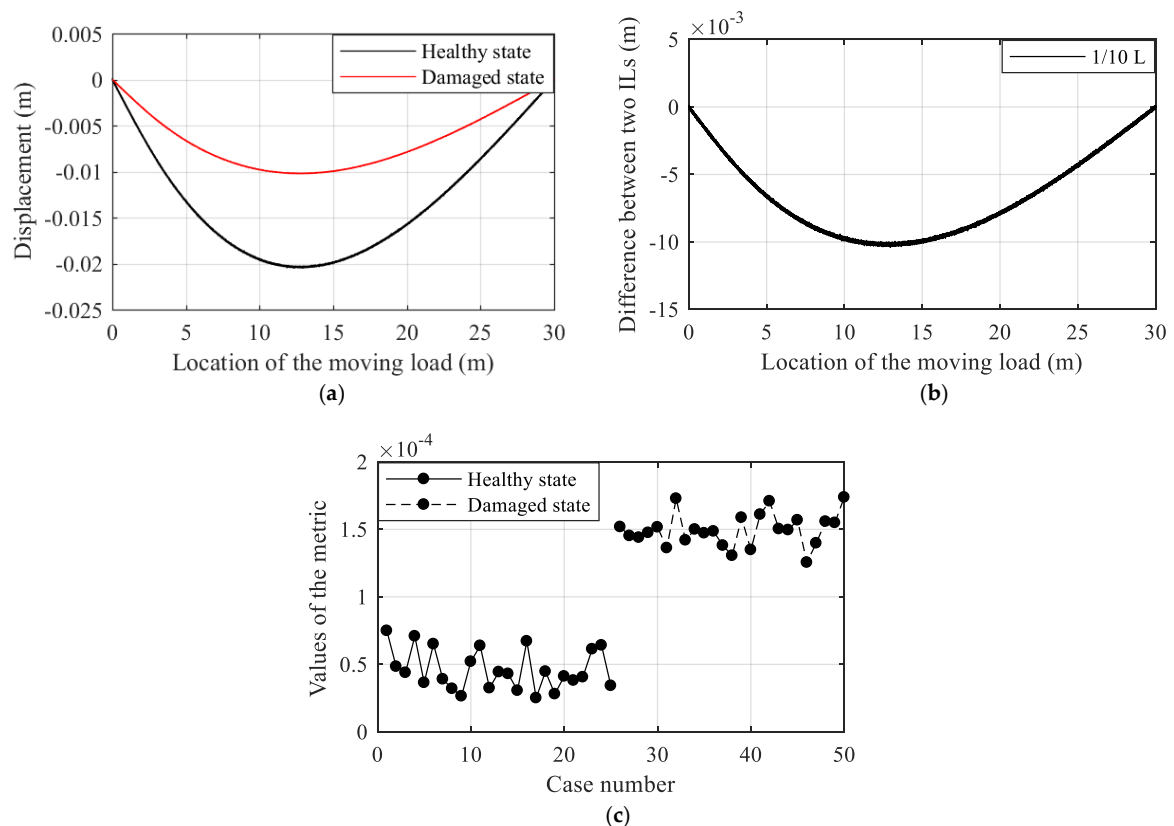 0.005
0
-0.005
-0.01
-0.015
-0.02
-0.025
Displacement (m)
Healthy state
Damaged state
0 5 10 15 20 25 30
Location of the moving load (m)
(a)
×10-3
5
0
-5
-10
-15
Difference between two ILs (m)
1/10 L
0 5 10 15 20 25 30
Location of the moving load (m)
(b)
×10-4
2
1.5
1
0.5
0
Values of the metric
Healthy state
Damaged state
0 10 20 30 40 50
Case number
(c)